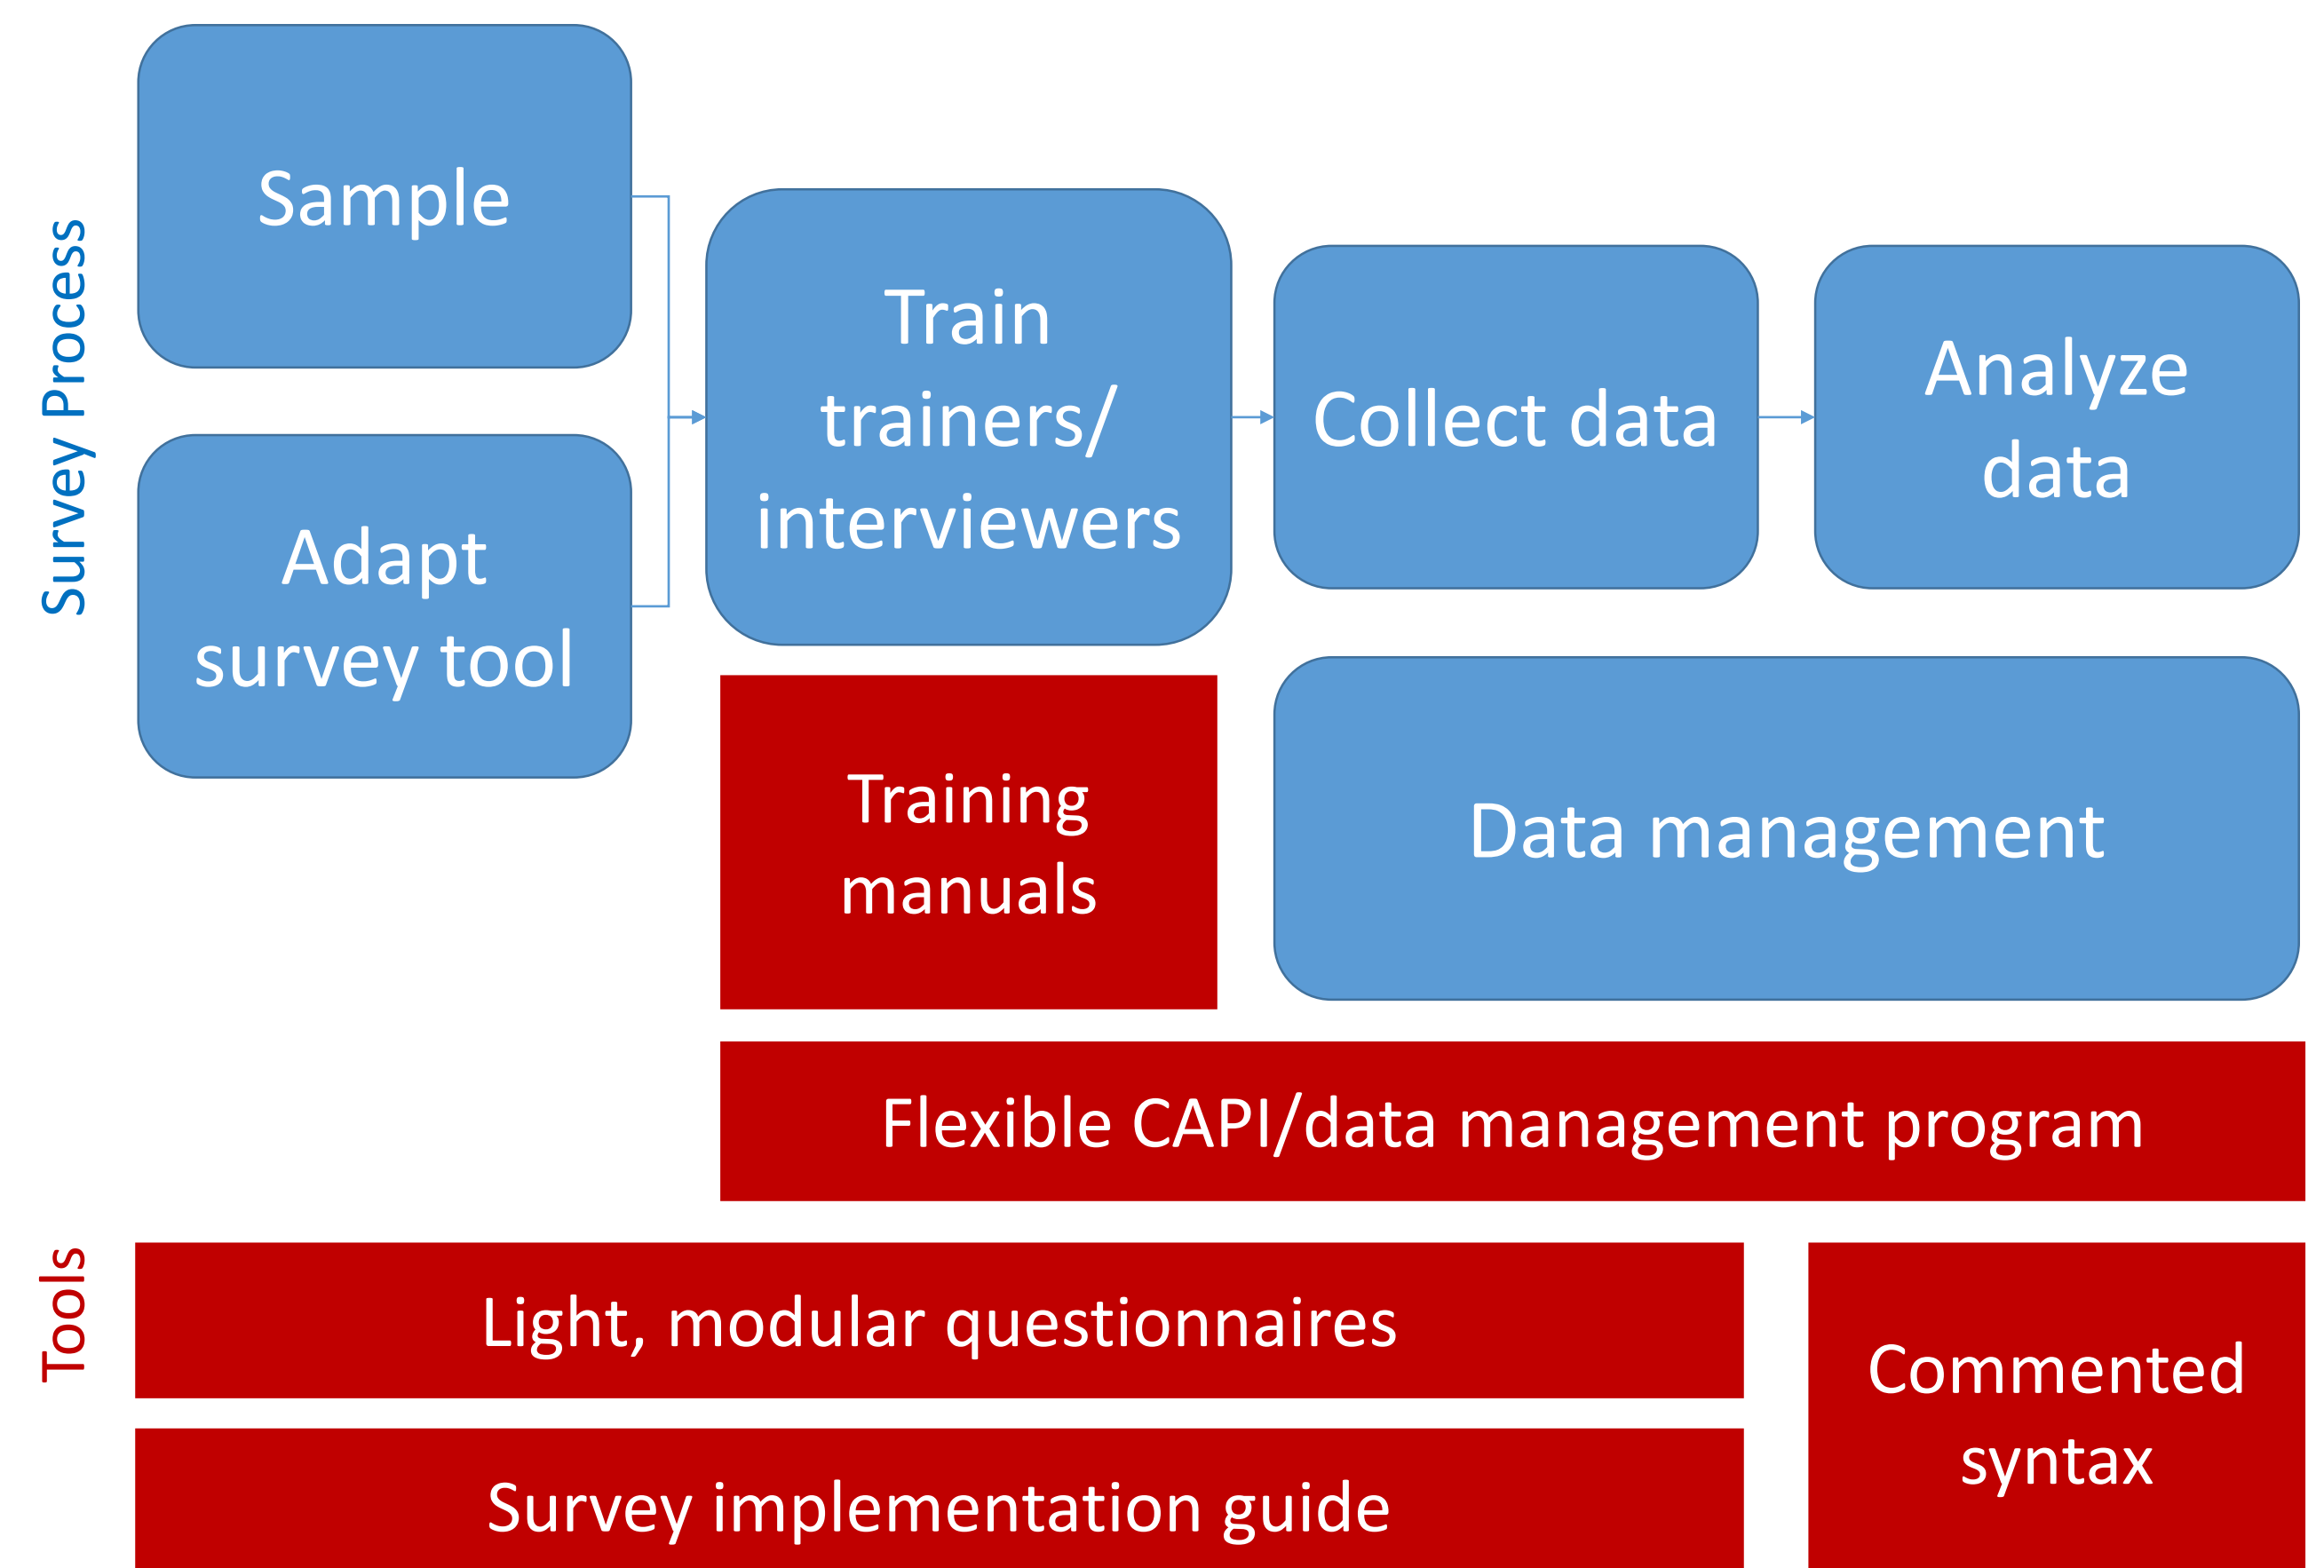 Survey Process
Sample
Adapt
survey tool
Train
trainers/
interviewers
Collect data
Analyze
data
Training
manuals
Data management
Flexible CAPI/data management program
Tools
Light, modular questionnaires
Survey implementation guide
Commented
syntax